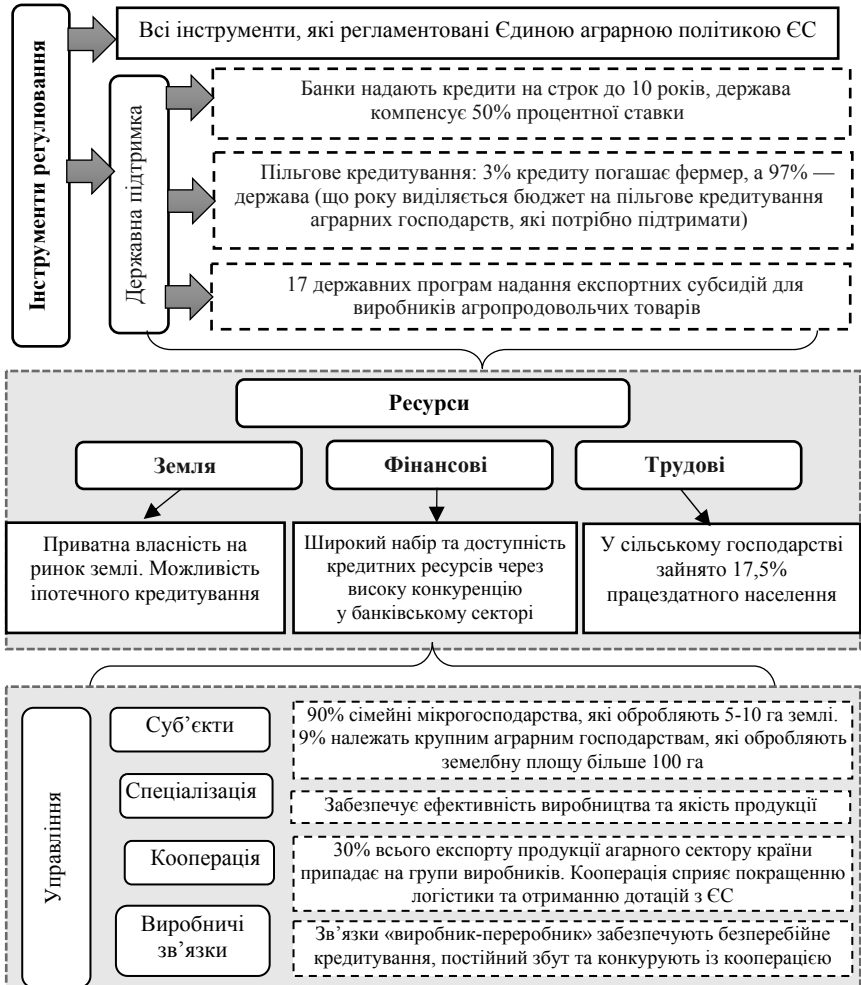 Інструменти регулювання
Всі інструменти, які регламентовані Єдиною аграрною політикою ЄС
Державна підтримка
Банки надають кредити на строк до 10 років, держава
компенсує 50% процентної ставки
Пільгове кредитування: 3% кредиту погашає фермер, а 97% —
держава (що року виділяється бюджет на пільгове кредитування
аграрних господарств, які потрібно підтримати)
17 державних програм надання експортних субсидій для
виробників агропродовольчих товарів
Ресурси
Земля
Фінансові
Трудові
Приватна власність на
ринок землі. Можливість
іпотечного кредитування
Широкий набір та доступність
кредитних ресурсів через
високу конкуренцію
у банківському секторі
У сільському господарстві
зайнято 17,5%
працездатного населення
Управління
Суб’єкти
90% сімейні мікрогосподарства, які обробляють 5-10 га землі.
9% належать крупним аграрним господарствам, які обробляють
земелбну площу більше 100 га
Спеціалізація
Забезпечує ефективність виробництва та якість продукції
Кооперація
30% всього експорту продукції агарного сектору країни
припадає на групи виробників. Кооперація сприяє покращенню
логістики та отриманню дотацій з ЄС
Виробничі
зв’язки
Зв’язки «виробник-переробник» забезпечують безперебійне
кредитування, постійний збут та конкурують із кооперацією